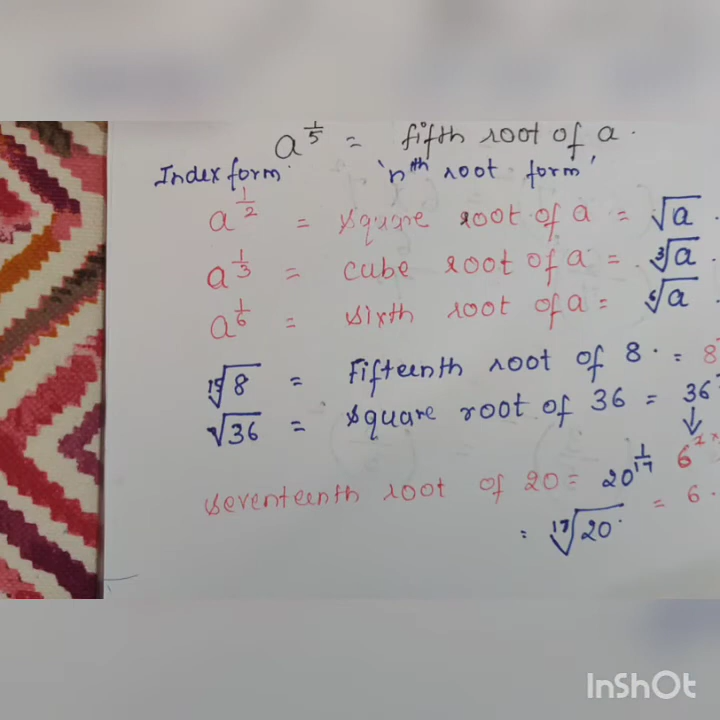 a^{1/5} = fifth root of a.
Index form 'nth root form'
a^{1/2} = square root of a = √a.
a^{1/3} = cube root of a = ∛a.
a^{1/6} = sixth root of a = ⁶√a.
¹⁵√8 = Fifteenth root of 8. = 8
√36 = square root of 36 = 36
↓
6
seventeenth root of 20 = 20^{1/17}
= 6.
= ¹⁷√20.
InShOt